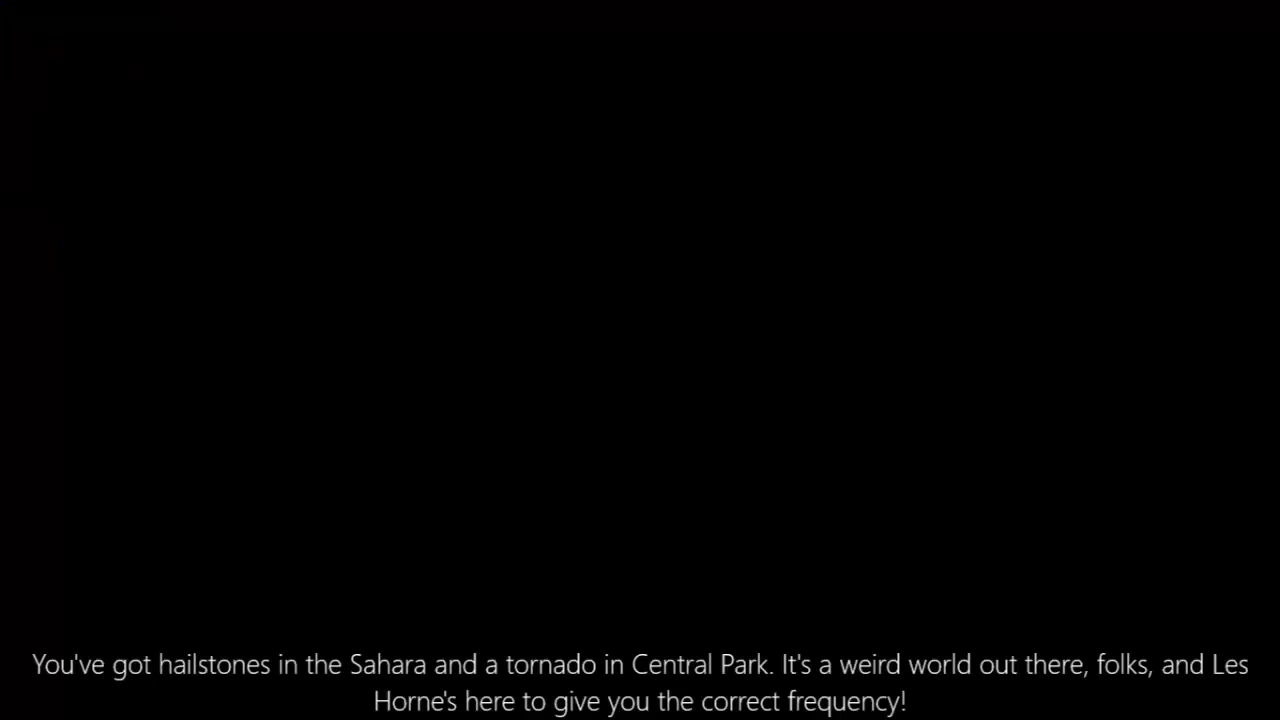 You've got hailstones in the Sahara and a tornado in Central Park. It's a weird world out there, folks, and Les
Horne's here to give you the correct frequency!